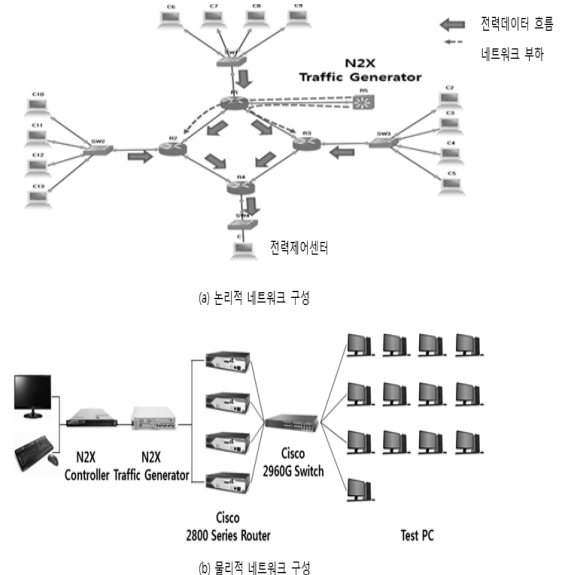 C6
C7
C8
C9
전력데이터 흐름
네트워크 부하
N2X
Traffic Generator
R1
R5
C10
C11
C12
C13
SW2
R2
R3
SW3
C2
C3
C4
C5
R4
SW4
전력제어센터
(a) 논리적 네트워크 구성
N2X
Controller
N2X
Traffic Generator
Cisco
2960G Switch
Cisco
2800 Series Router
Test PC
(b) 물리적 네트워크 구성